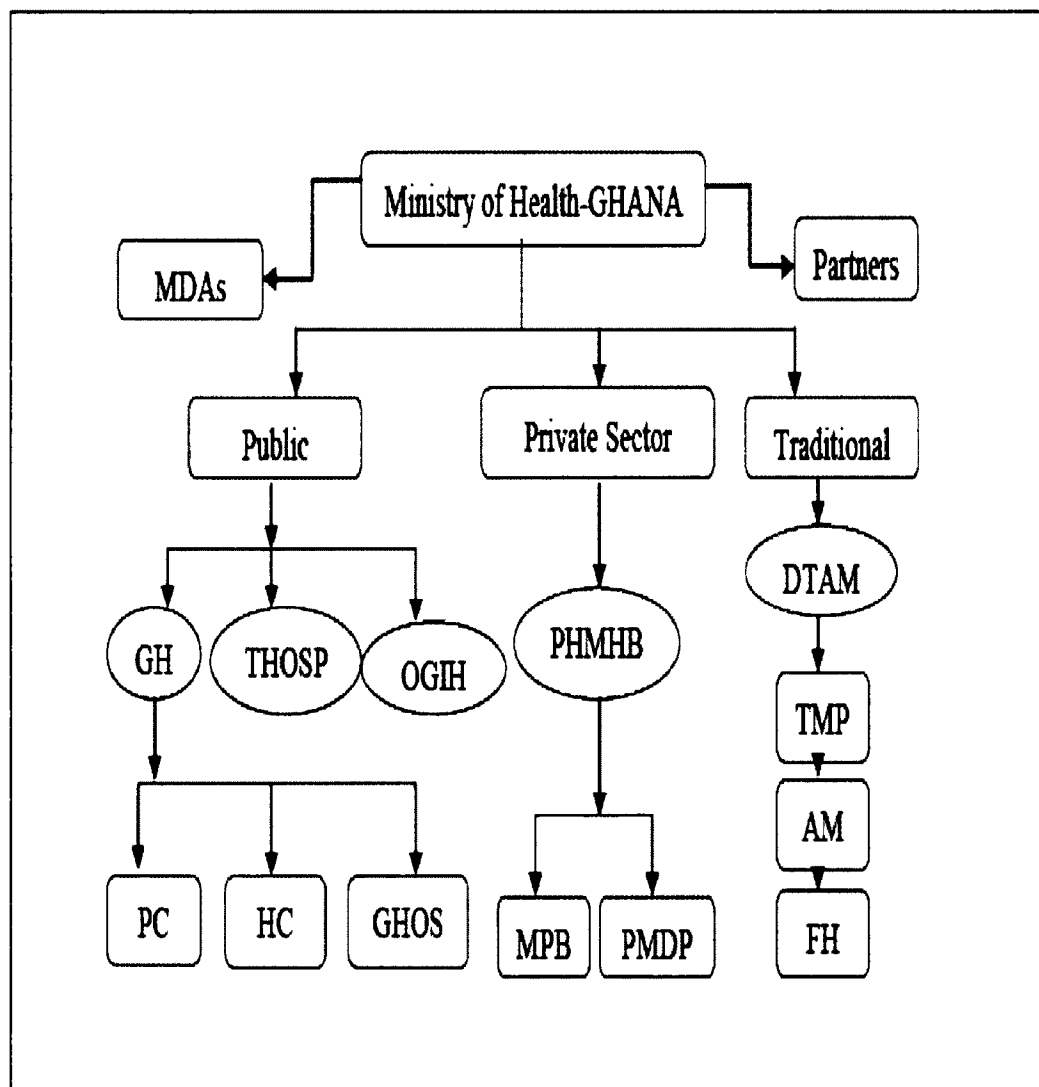 Ministry of Health-GHANA
MDAs
Partners
Public
Private Sector
Traditional
DTAM
GH
THOSP
OGIH
PHMHB
TMP
AM
PC
HC
GHOS
MPB
PMDP
FH